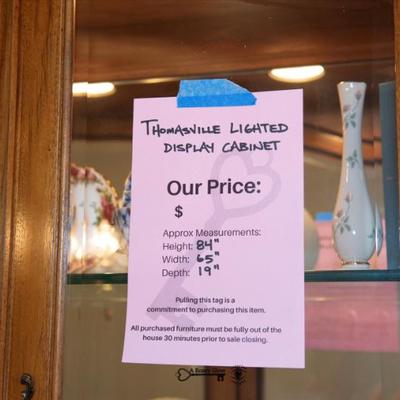 THOMASVILLE LIGHTED
DISPLAY CABINET
Our Price:
$
Approx Measurements:
Height: 84"
Width: 65"
Depth: 19"
Pulling this tag is a
commitment to purchasing this item.
All purchased furniture must be fully out of the
house 30 minutes prior to sale closing.